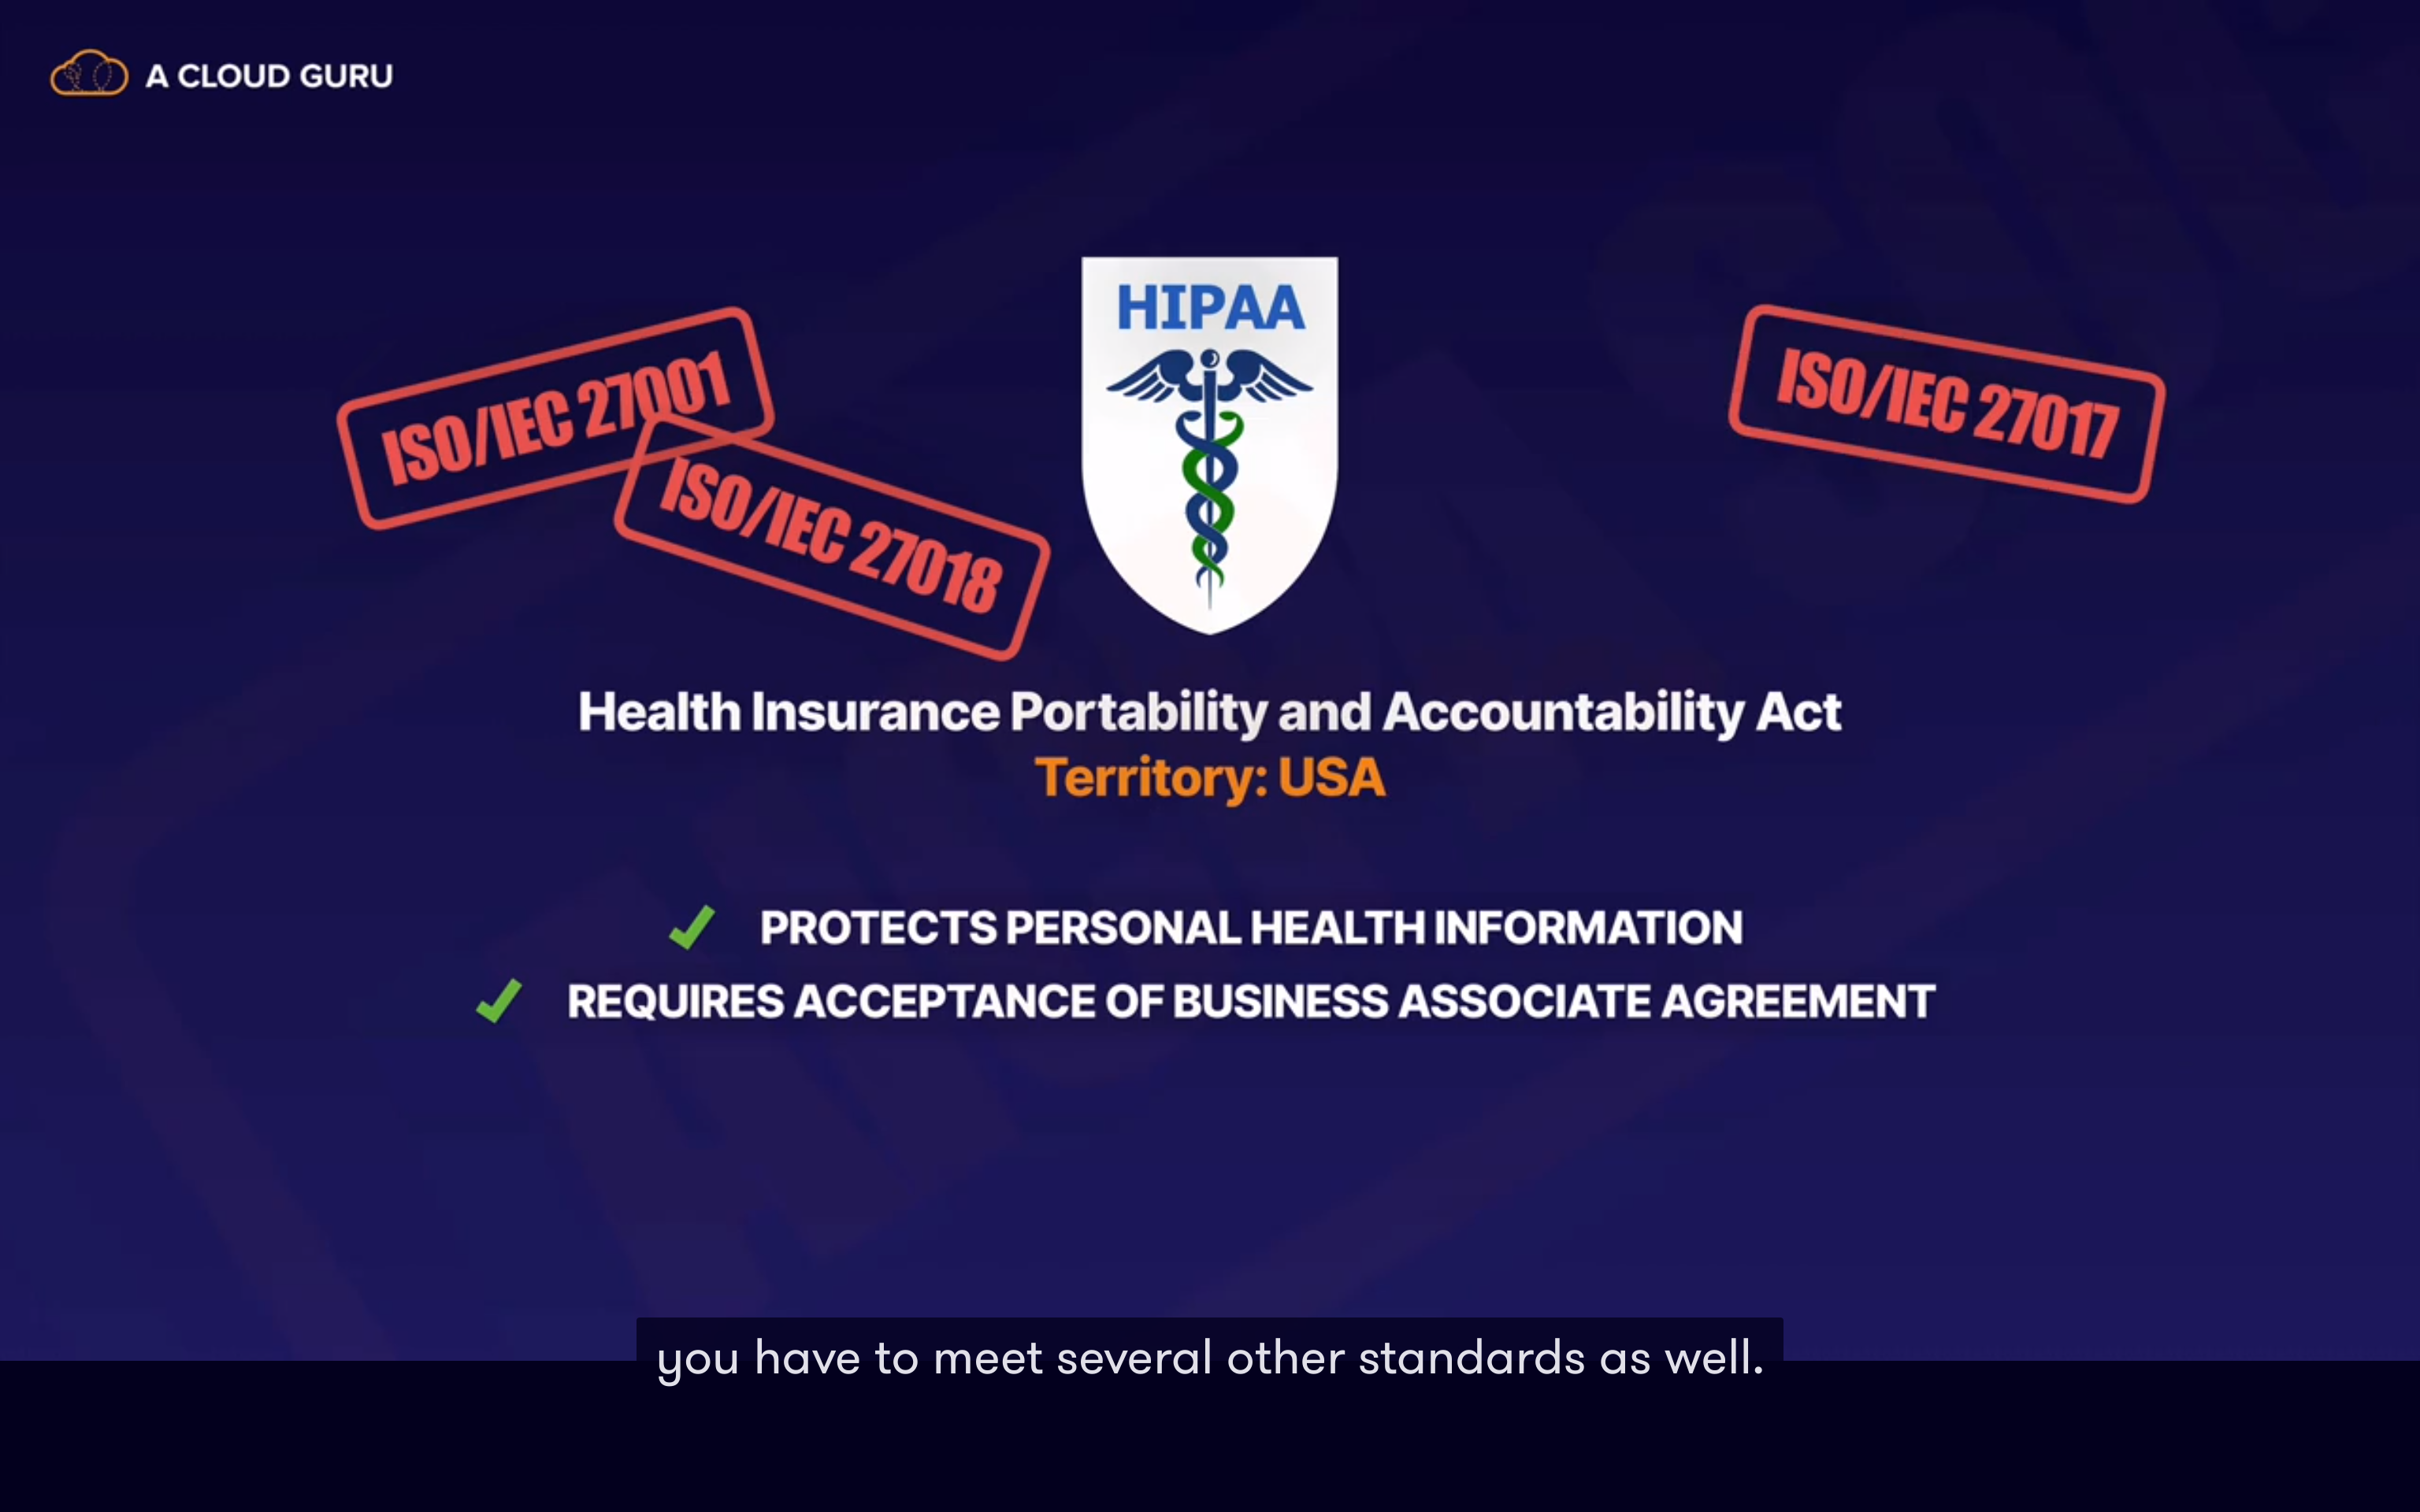 A CLOUD GURU
HIPAA
ISO/IEC 27001
ISO/IEC 27018
ISO/IEC 27017
Health Insurance Portability and Accountability Act
Territory: USA
PROTECTS PERSONAL HEALTH INFORMATION
REQUIRES ACCEPTANCE OF BUSINESS ASSOCIATE AGREEMENT
you have to meet several other standards as well.